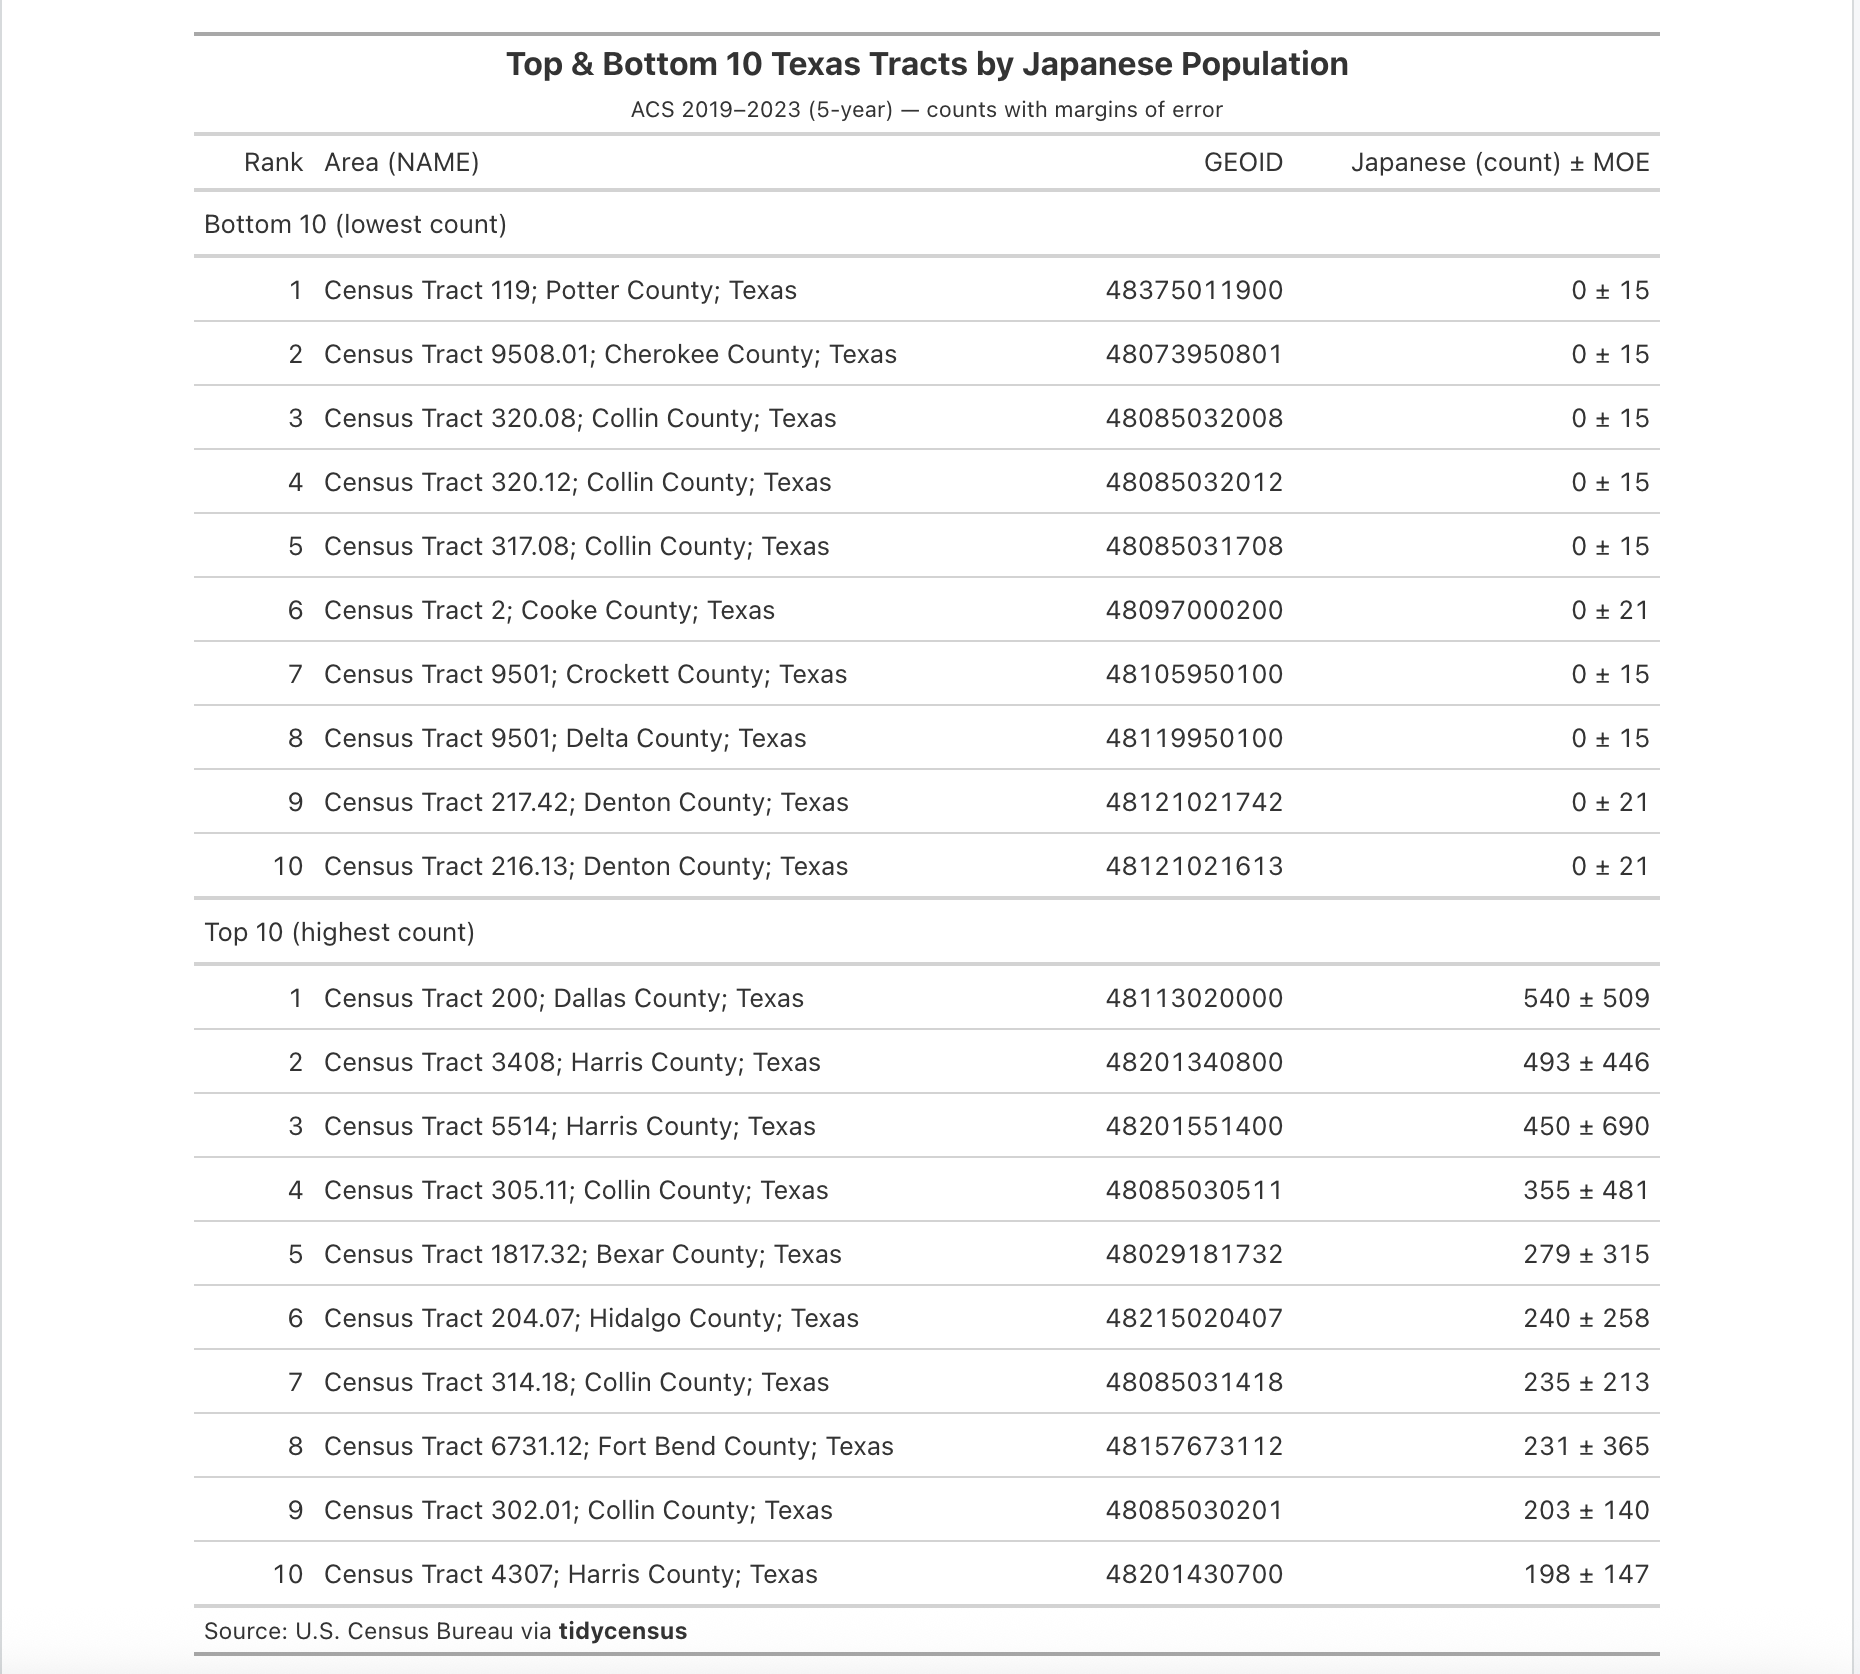 Top & Bottom 10 Texas Tracts by Japanese Population
ACS 2019–2023 (5-year) — counts with margins of error
Rank Area (NAME) GEOID Japanese (count) ± MOE
Bottom 10 (lowest count)
1 Census Tract 119; Potter County; Texas 48375011900 0 ± 15
2 Census Tract 9508.01; Cherokee County; Texas 48073950801 0 ± 15
3 Census Tract 320.08; Collin County; Texas 48085032008 0 ± 15
4 Census Tract 320.12; Collin County; Texas 48085032012 0 ± 15
5 Census Tract 317.08; Collin County; Texas 48085031708 0 ± 15
6 Census Tract 2; Cooke County; Texas 48097000200 0 ± 21
7 Census Tract 9501; Crockett County; Texas 48105950100 0 ± 15
8 Census Tract 9501; Delta County; Texas 48119950100 0 ± 15
9 Census Tract 217.42; Denton County; Texas 48121021742 0 ± 21
10 Census Tract 216.13; Denton County; Texas 48121021613 0 ± 21
Top 10 (highest count)
1 Census Tract 200; Dallas County; Texas 48113020000 540 ± 509
2 Census Tract 3408; Harris County; Texas 48201340800 493 ± 446
3 Census Tract 5514; Harris County; Texas 48201551400 450 ± 690
4 Census Tract 305.11; Collin County; Texas 48085030511 355 ± 481
5 Census Tract 1817.32; Bexar County; Texas 48029181732 279 ± 315
6 Census Tract 204.07; Hidalgo County; Texas 48215020407 240 ± 258
7 Census Tract 314.18; Collin County; Texas 48085031418 235 ± 213
8 Census Tract 6731.12; Fort Bend County; Texas 48157673112 231 ± 365
9 Census Tract 302.01; Collin County; Texas 48085030201 203 ± 140
10 Census Tract 4307; Harris County; Texas 48201430700 198 ± 147
Source: U.S. Census Bureau via tidycensus